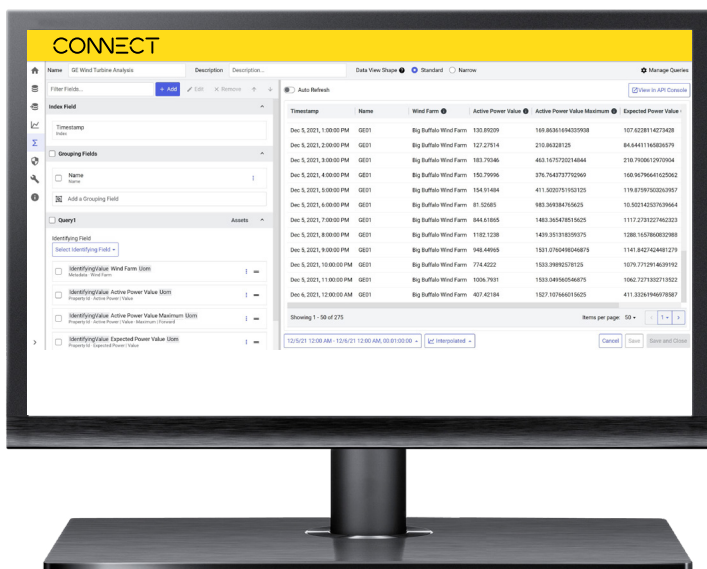 CONNECT
Name GE Wind Turbine Analysis Description Description... Data View Shape Standard Narrow Manage Queries
Filter Fields... + Add Edit Remove Auto Refresh View in API Console
Index Field
Timestamp
Index
Grouping Fields
Name
Name
Add a Grouping Field
Query1 Assets
Identifying Field
Select Identifying Field
IdentifyingValue Wind Farm Uom
Metadata · Wind Farm
IdentifyingValue Active Power Value Uom
Property Id · Active Power | Value
IdentifyingValue Active Power Value Maximum Uom
Property Id · Active Power | Value · Maximum | Forward
IdentifyingValue Expected Power Value Uom
Property Id · Expected Power | Value
Timestamp Name Wind Farm Active Power Value Active Power Value Maximum Expected Power Value
Dec 5, 2021, 1:00:00 PM GE01 Big Buffalo Wind Farm 130.89209 169.86361694335938 107.6228114273428
Dec 5, 2021, 2:00:00 PM GE01 Big Buffalo Wind Farm 127.27514 210.86328125 84.64411165836579
Dec 5, 2021, 3:00:00 PM GE01 Big Buffalo Wind Farm 183.79346 463.1675720214844 210.7900612970904
Dec 5, 2021, 4:00:00 PM GE01 Big Buffalo Wind Farm 150.79996 376.7643737792969 160.96796641625062
Dec 5, 2021, 5:00:00 PM GE01 Big Buffalo Wind Farm 154.91484 411.5020751953125 119.87597503263957
Dec 5, 2021, 6:00:00 PM GE01 Big Buffalo Wind Farm 81.52685 983.369384765625 10.502142537639664
Dec 5, 2021, 7:00:00 PM GE01 Big Buffalo Wind Farm 844.61865 1483.365478515625 1117.2731227462323
Dec 5, 2021, 8:00:00 PM GE01 Big Buffalo Wind Farm 1182.1238 1439.351318359375 1288.1657860832988
Dec 5, 2021, 9:00:00 PM GE01 Big Buffalo Wind Farm 948.44965 1531.0760498046875 1141.8427424481279
Dec 5, 2021, 10:00:00 PM GE01 Big Buffalo Wind Farm 774.4222 1533.39892578125 1079.7712914639192
Dec 5, 2021, 11:00:00 PM GE01 Big Buffalo Wind Farm 1006.7931 1533.049560546875 1062.7271332713522
Dec 6, 2021, 12:00:00 AM GE01 Big Buffalo Wind Farm 407.42184 1527.107666015625 411.33261946978587
Showing 1 - 50 of 275 Items per page: 50 1
12/5/21 12:00 AM - 12/6/21 12:00 AM, 00:01:00:00 Interpolated Cancel Save Save and Close